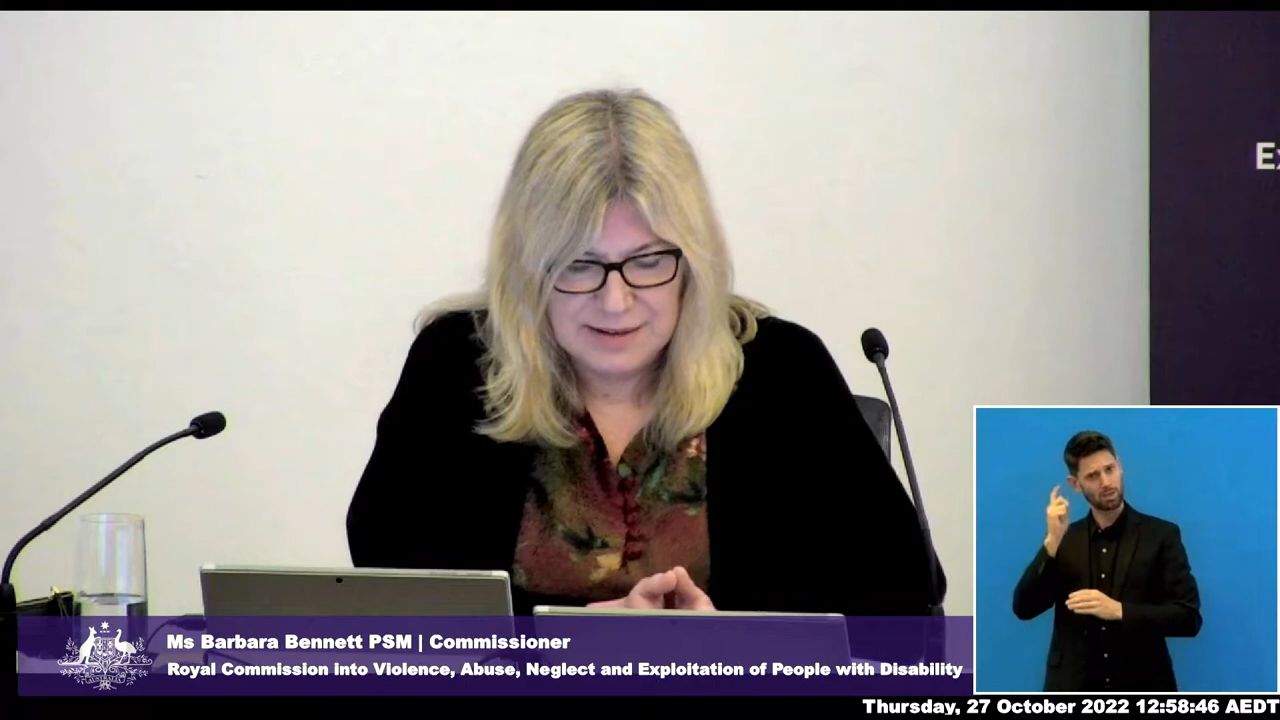 Ms Barbara Bennett PSM | Commissioner
Royal Commission into Violence, Abuse, Neglect and Exploitation of People with Disability
Thursday, 27 October 2022 12:58:46 AEDT